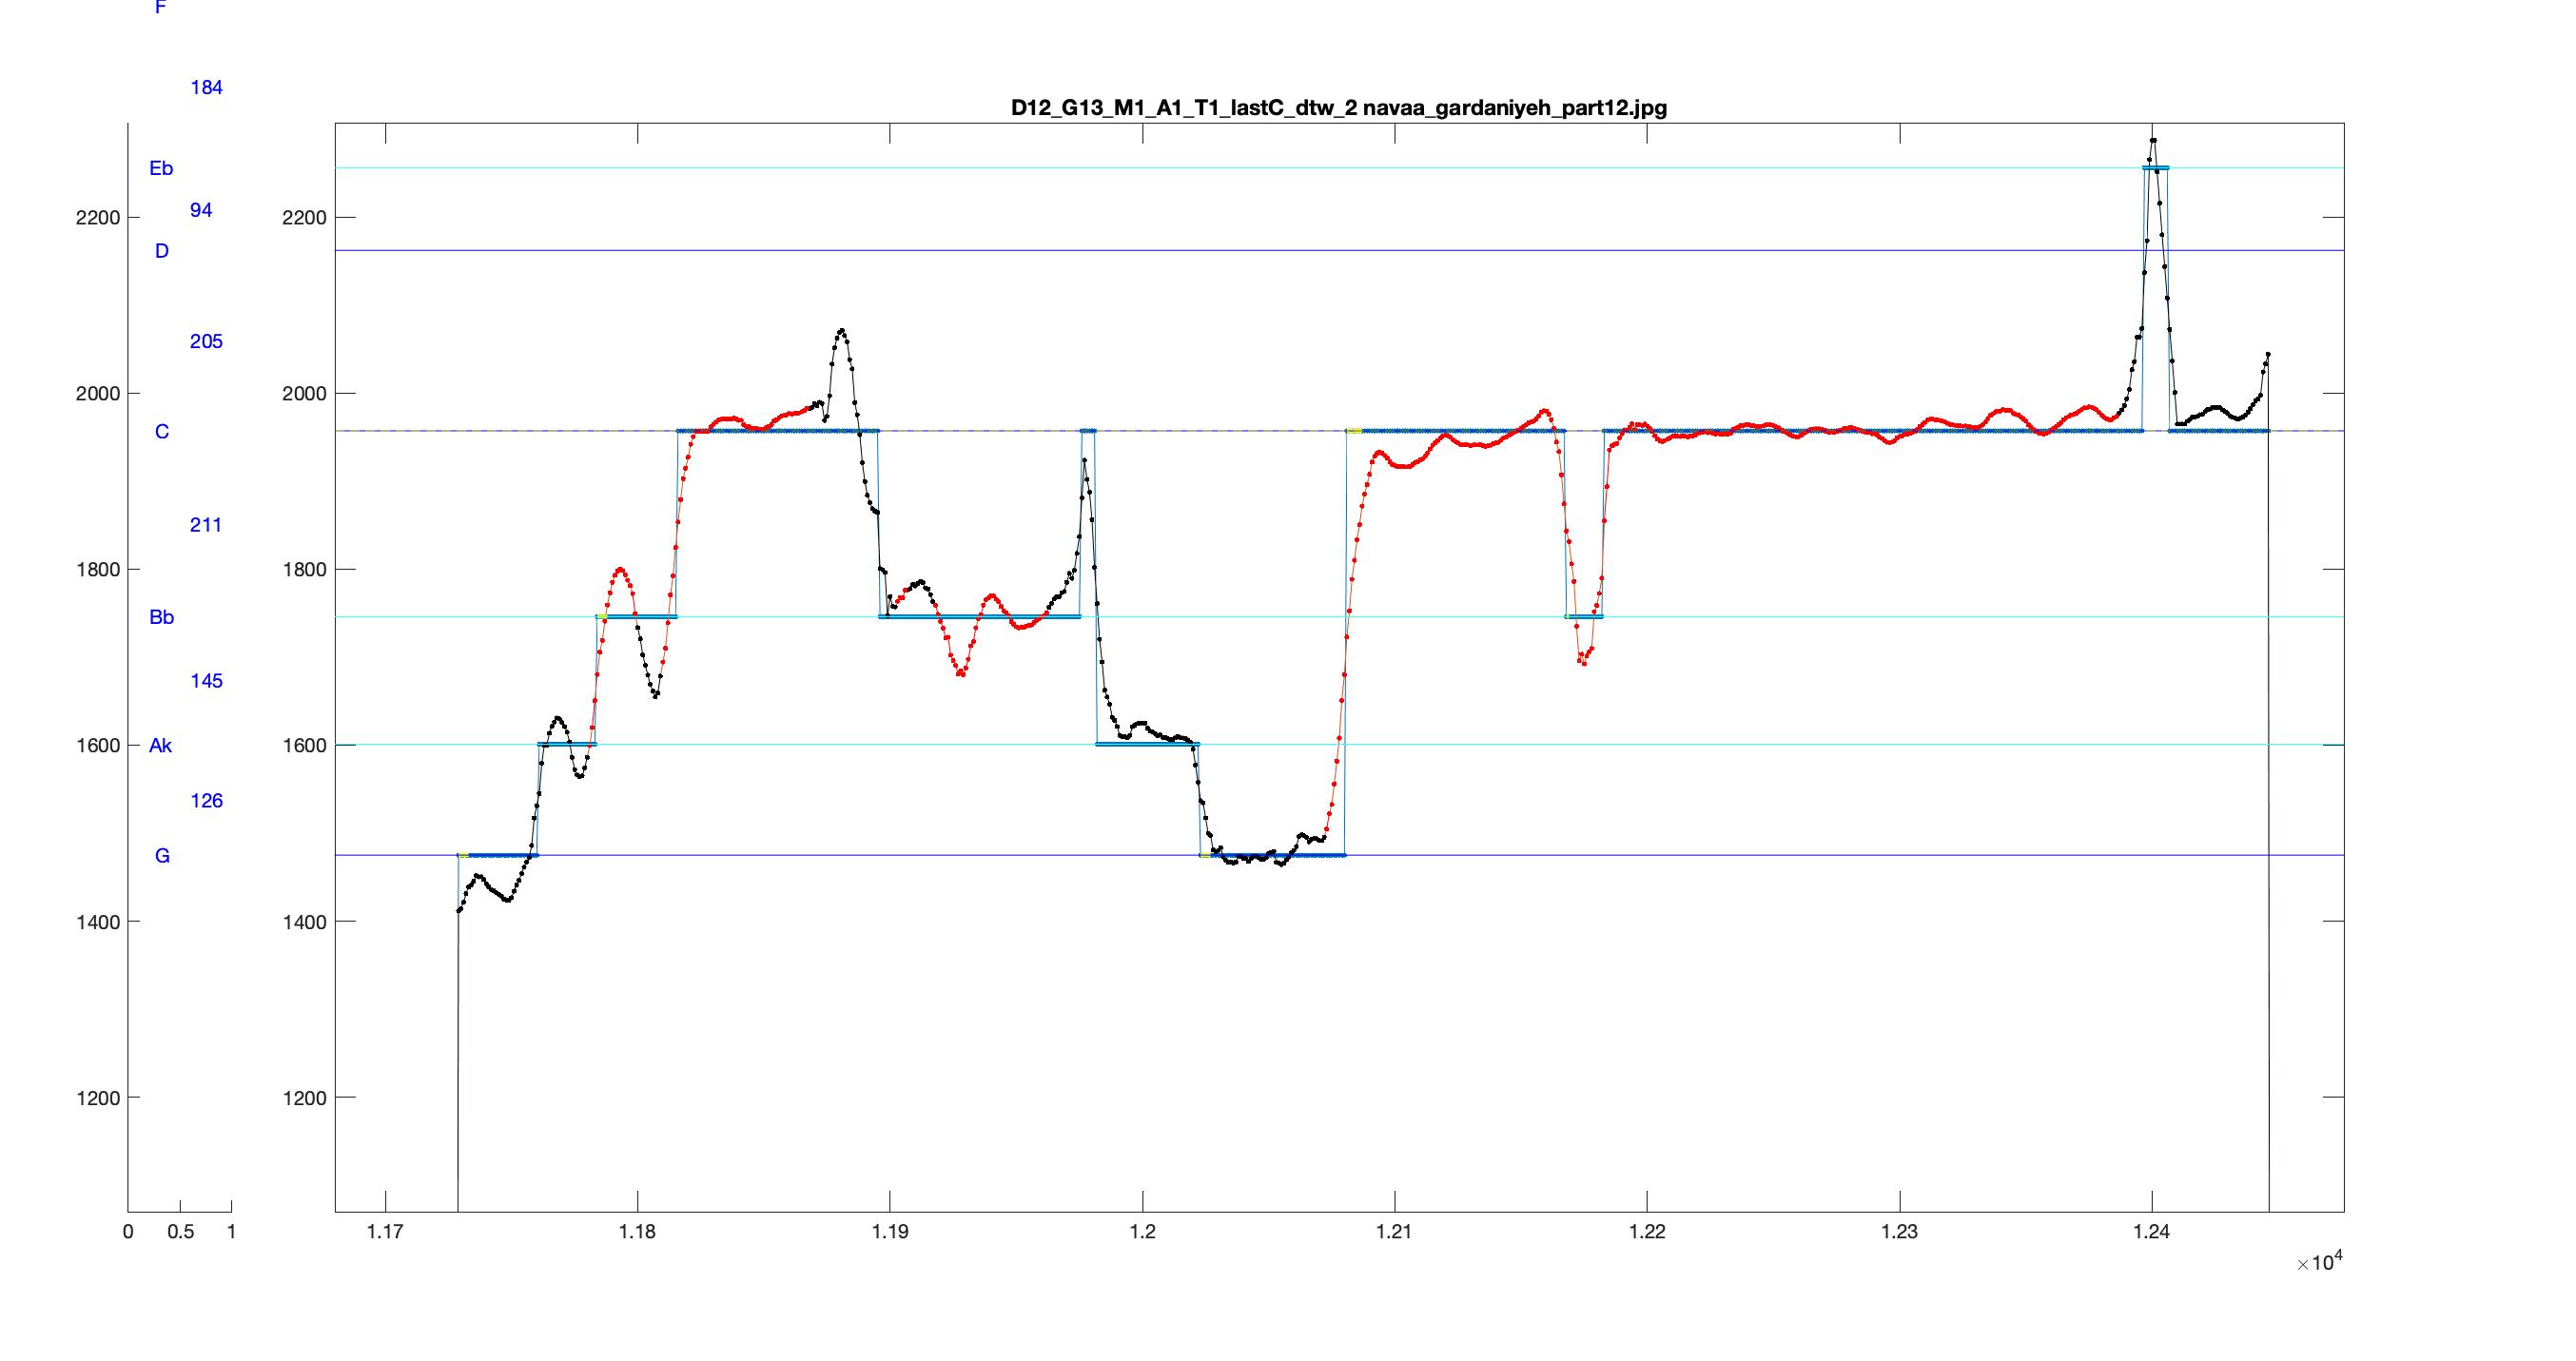 F
184
D12_G13_M1_A1_T1_lastC_dtw_2 navaa_gardaniyeh_part12.jpg
Eb
94
2200 2200
D
205
2000 2000
C
211
1800 1800
Bb
145
1600 Ak 1600
126
G
1400 1400
1200 1200
0 0.5 1 1.17 1.18 1.19 1.2 1.21 1.22 1.23 1.24
×10⁴